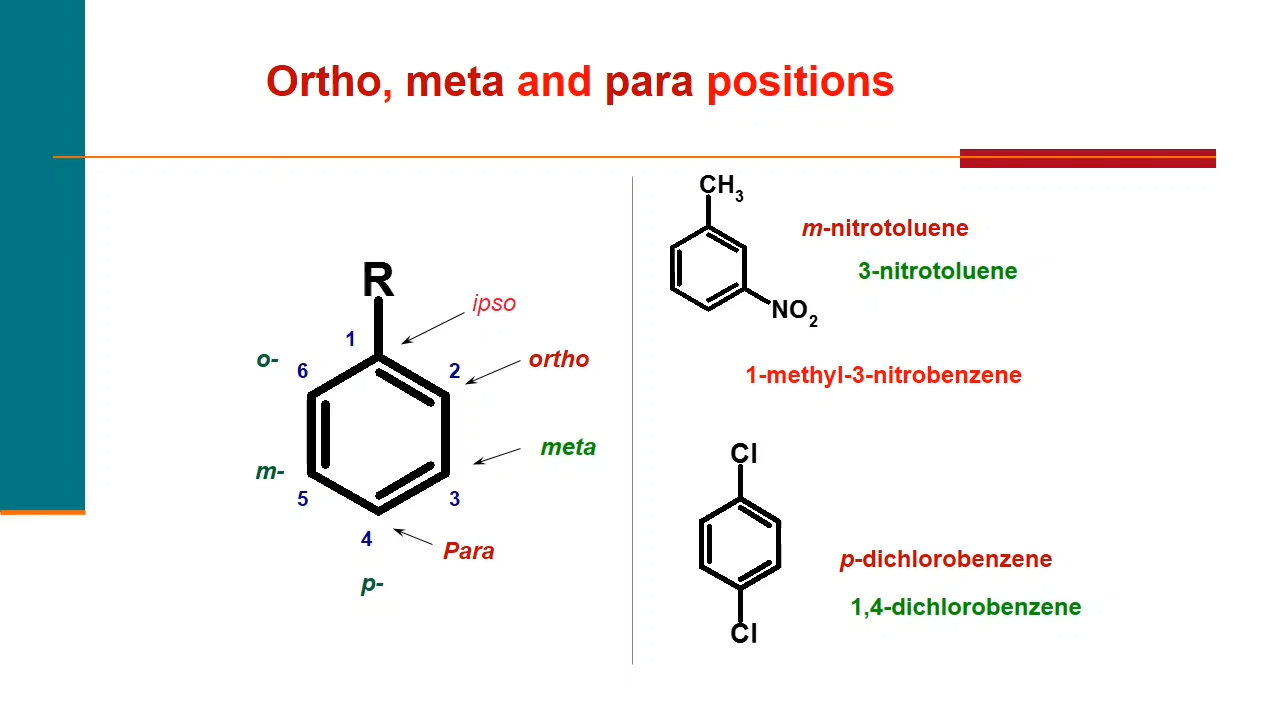 Ortho, meta and para positions
R
ipso
1
o-
6
2
ortho
m-
5
3
meta
4
Para
p-
CH3
NO2
m-nitrotoluene
3-nitrotoluene
1-methyl-3-nitrobenzene
Cl
Cl
p-dichlorobenzene
1,4-dichlorobenzene